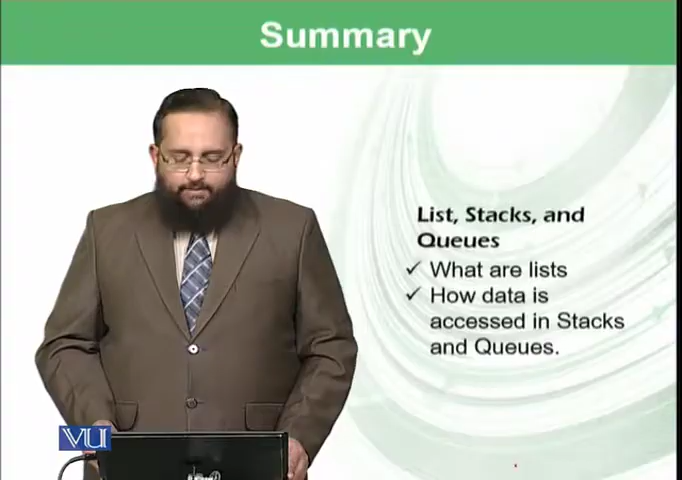 Summary
List, Stacks, and
Queues
✓ What are lists
✓ How data is
accessed in Stacks
and Queues.
VU